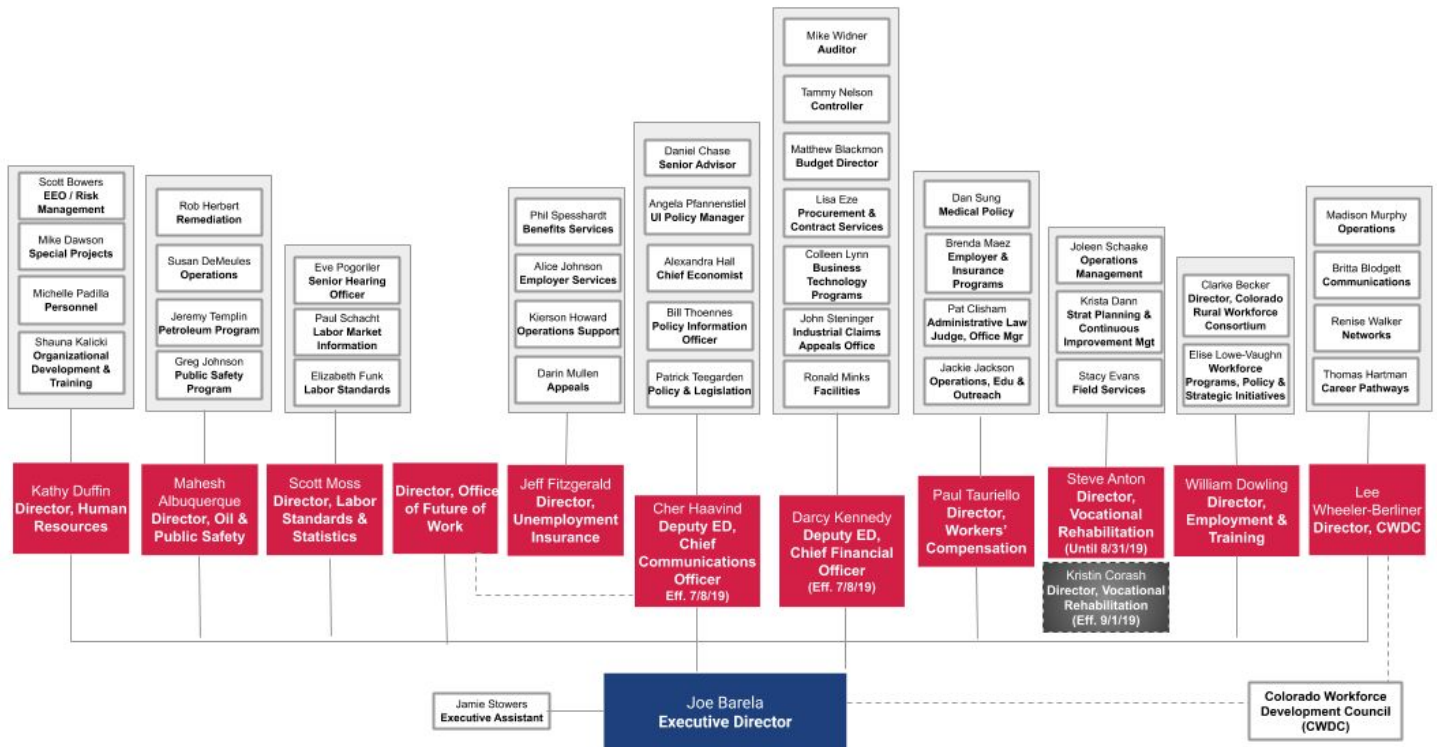 Scott Bowers
EEO / Risk
Management
Mike Dawson
Special Projects
Michelle Padilla
Personnel
Shauna Kalicki
Organizational
Development &
Training
Rob Herbert
Remediation
Susan DeMeules
Operations
Jeremy Templin
Petroleum Program
Greg Johnson
Public Safety
Program
Eve Pogoriler
Senior Hearing
Officer
Paul Schacht
Labor Market
Information
Elizabeth Funk
Labor Standards
Phil Spesshardt
Benefits Services
Alice Johnson
Employer Services
Kierson Howard
Operations Support
Darin Mullen
Appeals
Daniel Chase
Senior Advisor
Angela Pfannenstiel
UI Policy Manager
Alexandra Hall
Chief Economist
Bill Thoennes
Policy Information
Officer
Patrick Teegarden
Policy & Legislation
Mike Widner
Auditor
Tammy Nelson
Controller
Matthew Blackmon
Budget Director
Lisa Eze
Procurement &
Contract Services
Colleen Lynn
Business
Technology
Programs
John Steninger
Industrial Claims
Appeals Office
Ronald Minks
Facilities
Dan Sung
Medical Policy
Brenda Maez
Employer &
Insurance
Programs
Pat Clisham
Administrative Law
Judge, Office Mgr
Jackie Jackson
Operations, Edu &
Outreach
Joleen Schaake
Operations
Management
Krista Dann
Strat Planning &
Continuous
Improvement Mgt
Stacy Evans
Field Services
Clarke Becker
Director, Colorado
Rural Workforce
Consortium
Elise Lowe-Vaughn
Workforce
Programs, Policy &
Strategic Initiatives
Madison Murphy
Operations
Britta Blodgett
Communications
Renise Walker
Networks
Thomas Hartman
Career Pathways
Kathy Duffin
Director, Human
Resources
Mahesh
Albuquerque
Director, Oil &
Public Safety
Scott Moss
Director, Labor
Standards &
Statistics
Director, Office
of Future of
Work
Jeff Fitzgerald
Director,
Unemployment
Insurance
Cher Haavind
Deputy ED,
Chief
Communications
Officer
Eff. 7/8/19)
Darcy Kennedy
Deputy ED,
Chief Financial
Officer
(Eff. 7/8/19)
Paul Tauriello
Director,
Workers'
Compensation
Steve Anton
Director,
Vocational
Rehabilitation
(Until 8/31/19)
Kristin Corash
Director, Vocational
Rehabilitation
(Eff. 9/1/19)
William Dowling
Director,
Employment &
Training
Lee
Wheeler-Berliner
Director, CWDC
Jamie Stowers
Executive Assistant
Joe Barela
Executive Director
Colorado Workforce
Development Council
(CWDC)